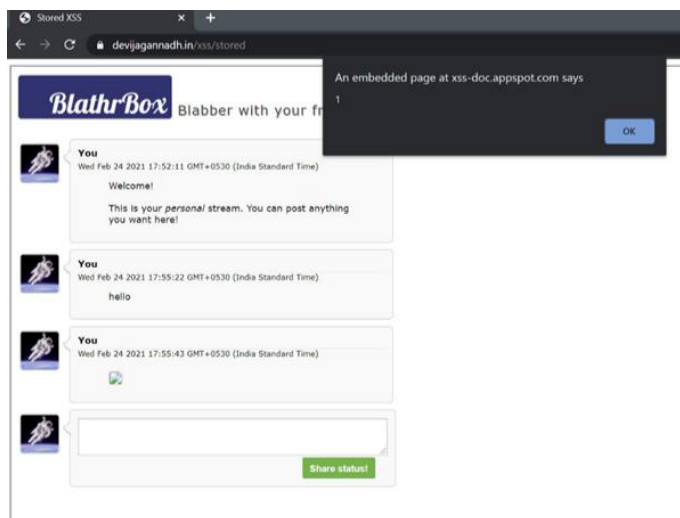 Stored XSS
devijagannadh.in/xss/stored
An embedded page at xss-doc.appspot.com says
1
OK
BlathrBox Blabber with your fr
You
Wed Feb 24 2021 17:52:11 GMT+0530 (India Standard Time)
Welcome!
This is your personal stream. You can post anything
you want here!
You
Wed Feb 24 2021 17:55:22 GMT+0530 (India Standard Time)
hello
You
Wed Feb 24 2021 17:55:43 GMT+0530 (India Standard Time)
Share status!